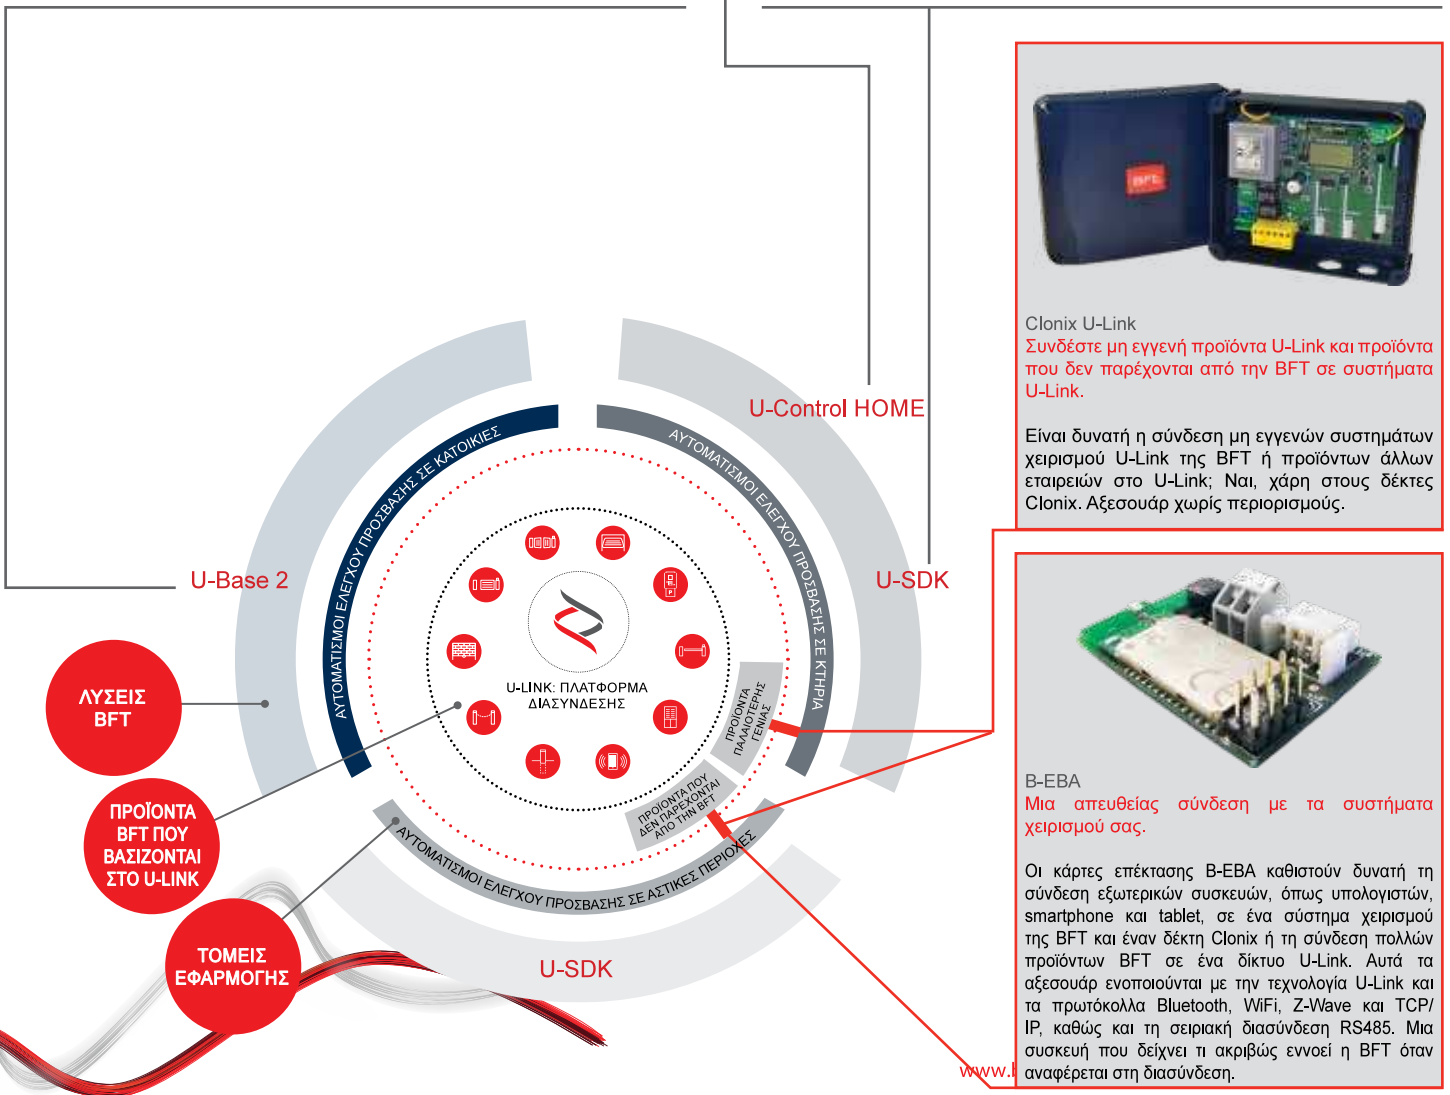 BFT
Clonix U-Link
Συνδέστε μη εγγενή προϊόντα U-Link και προϊόντα
που δεν παρέχονται από την BFT σε συστήματα
U-Link.
Είναι δυνατή η σύνδεση μη εγγενών συστημάτων
χειρισμού U-Link της BFT ή προϊόντων άλλων
εταιρειών στο U-Link; Ναι, χάρη στους δέκτες
Clonix. Αξεσουάρ χωρίς περιορισμούς.
U-Control HOME
ΑΥΤΟΜΑΤΙΣΜΟΙ ΕΛΕΓΧΟΥ ΠΡΟΣΒΑΣΗΣ ΣΕ ΚΑΤΟΙΚΙΕΣ
ΑΥΤΟΜΑΤΙΣΜΟΙ ΕΛΕΓΧΟΥ ΠΡΟΣΒΑΣΗΣ ΣΕ ΚΤΗΡΙΑ
U-Base 2
U-SDK
P
U-LINK: ΠΛΑΤΦΟΡΜΑ
ΔΙΑΣΥΝΔΕΣΗΣ
ΛΥΣΕΙΣ
BFT
ΠΡΟΪΟΝΤΑ
ΠΑΛΑΙΟΤΕΡΗΣ
ΓΕΝΙΑΣ
ΠΡΟΪΟΝΤΑ ΠΟΥ
ΔΕΝ ΠΑΡΕΧΟΝΤΑΙ
ΑΠΟ ΤΗΝ BFT
ΠΡΟΪΟΝΤΑ
BFT ΠΟΥ
ΒΑΣΙΖΟΝΤΑΙ
ΣΤΟ U-LINK
ΑΥΤΟΜΑΤΙΣΜΟΙ ΕΛΕΓΧΟΥ ΠΡΟΣΒΑΣΗΣ ΣΕ ΑΣΤΙΚΕΣ ΠΕΡΙΟΧΕΣ
ΤΟΜΕΙΣ
ΕΦΑΡΜΟΓΗΣ
U-SDK
B-EBA
Μια απευθείας σύνδεση με τα συστήματα
χειρισμού σας.
Οι κάρτες επέκτασης B-EBA καθιστούν δυνατή τη
σύνδεση εξωτερικών συσκευών, όπως υπολογιστών,
smartphone και tablet, σε ένα σύστημα χειρισμού
της BFT και έναν δέκτη Clonix ή τη σύνδεση πολλών
προϊόντων BFT σε ένα δίκτυο U-Link. Αυτά τα
αξεσουάρ ενοποιούνται με την τεχνολογία U-Link και
τα πρωτόκολλα Bluetooth, WiFi, Z-Wave και TCP/
IP, καθώς και τη σειριακή διασύνδεση RS485. Μια
συσκευή που δείχνει τι ακριβώς εννοεί η BFT όταν
αναφέρεται στη διασύνδεση.